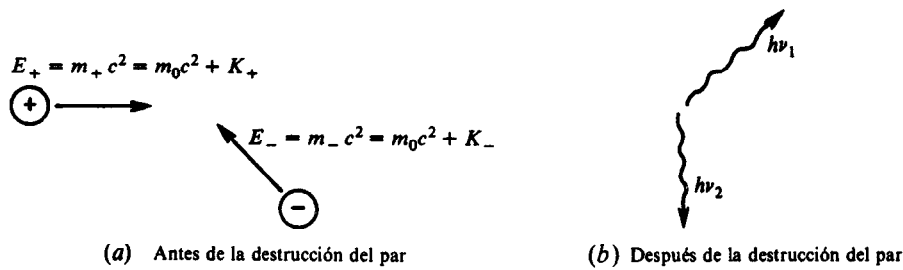 E₊ = m₊ c² = m₀c² + K₊
+
E₋ = m₋ c² = m₀c² + K₋
−
(a) Antes de la destrucción del par
hν₁
hν₂
(b) Después de la destrucción del par